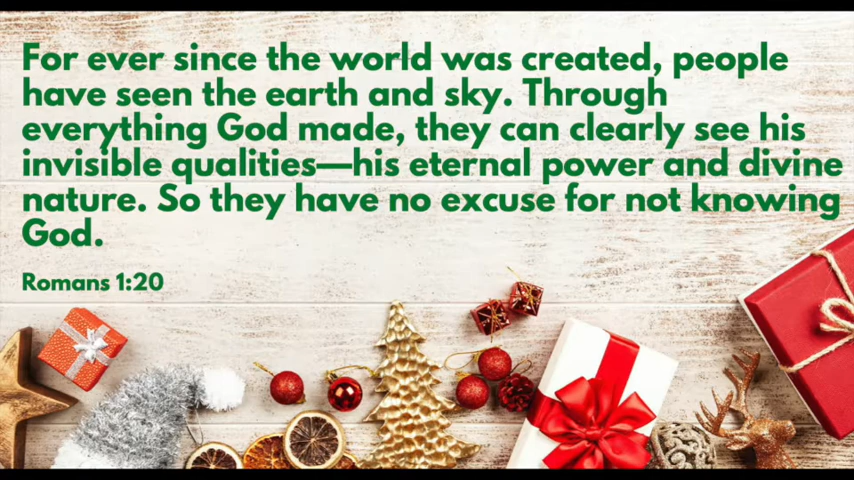 For ever since the world was created, people
have seen the earth and sky. Through
everything God made, they can clearly see his
invisible qualities—his eternal power and divine
nature. So they have no excuse for not knowing
God.
Romans 1:20